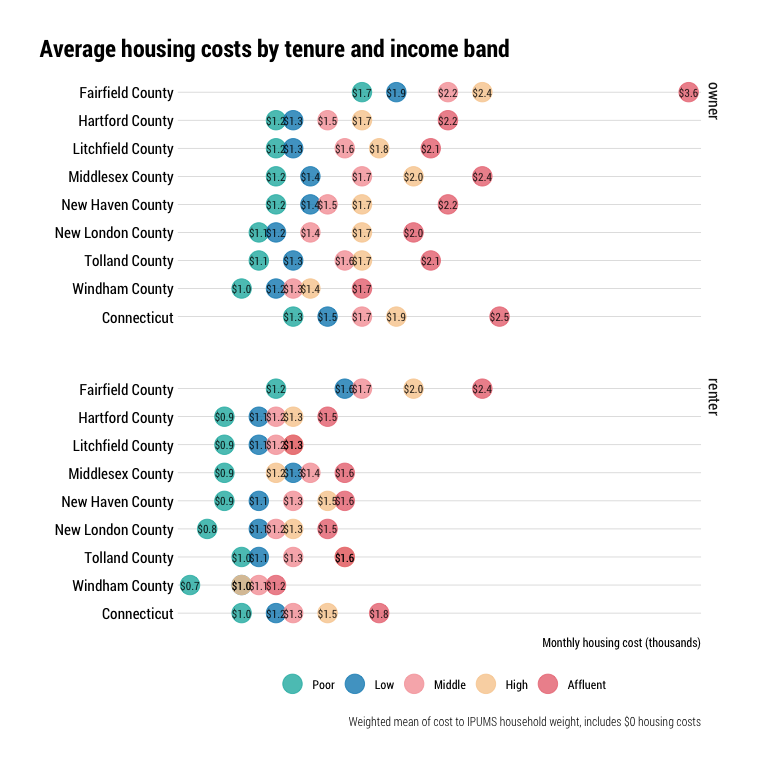 Average housing costs by tenure and income band
owner
Fairfield County $1.7 $1.9 $2.2 $2.4 $3.6
Hartford County $1.2 $1.3 $1.5 $1.7 $2.2
Litchfield County $1.2 $1.3 $1.6 $1.8 $2.1
Middlesex County $1.2 $1.4 $1.7 $2.0 $2.4
New Haven County $1.2 $1.4 $1.5 $1.7 $2.2
New London County $1.1 $1.2 $1.4 $1.7 $2.0
Tolland County $1.1 $1.3 $1.6 $1.7 $2.1
Windham County $1.0 $1.2 $1.3 $1.4 $1.7
Connecticut $1.3 $1.5 $1.7 $1.9 $2.5
renter
Fairfield County $1.2 $1.6 $1.7 $2.0 $2.4
Hartford County $0.9 $1.1 $1.2 $1.3 $1.5
Litchfield County $0.9 $1.1 $1.2 $1.3
Middlesex County $0.9 $1.2 $1.3 $1.4 $1.6
New Haven County $0.9 $1.1 $1.3 $1.5 $1.6
New London County $0.8 $1.1 $1.2 $1.3 $1.5
Tolland County $1.0 $1.1 $1.3 $1.6
Windham County $0.7 $1.0 $1.1 $1.2
Connecticut $1.0 $1.2 $1.3 $1.5 $1.8
Monthly housing cost (thousands)
Poor Low Middle High Affluent
Weighted mean of cost to IPUMS household weight, includes $0 housing costs